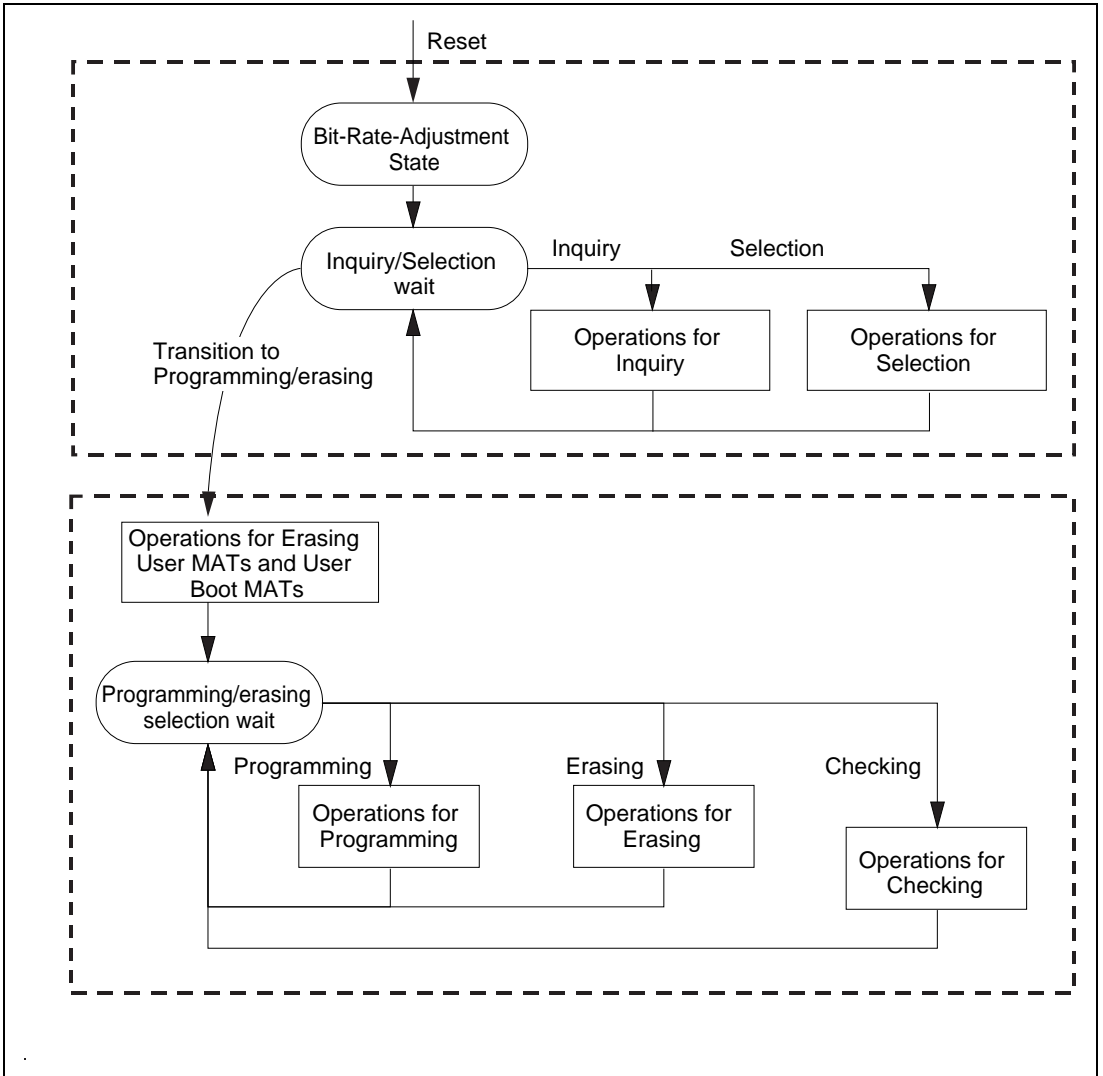 Reset
Bit-Rate-Adjustment
State
Inquiry/Selection
wait
Inquiry
Selection
Operations for
Inquiry
Operations for
Selection
Transition to
Programming/erasing
Operations for Erasing
User MATs and User
Boot MATs
Programming/erasing
selection wait
Programming
Erasing
Checking
Operations for
Programming
Operations for
Erasing
Operations for
Checking
.